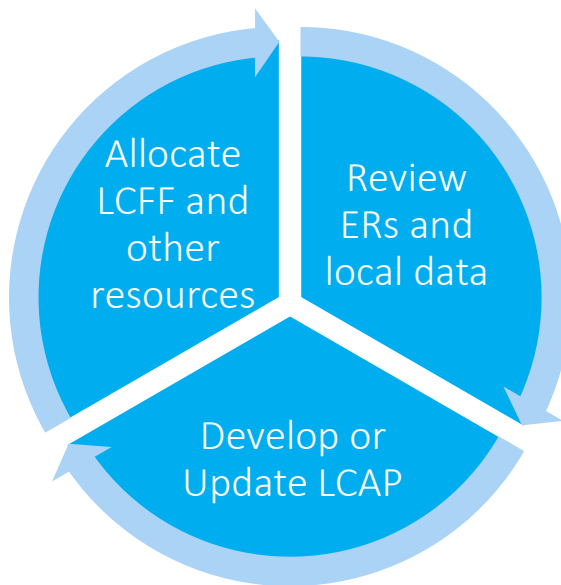 Allocate
LCFF and
other
resources
Review
ERs and
local data
Develop or
Update LCAP